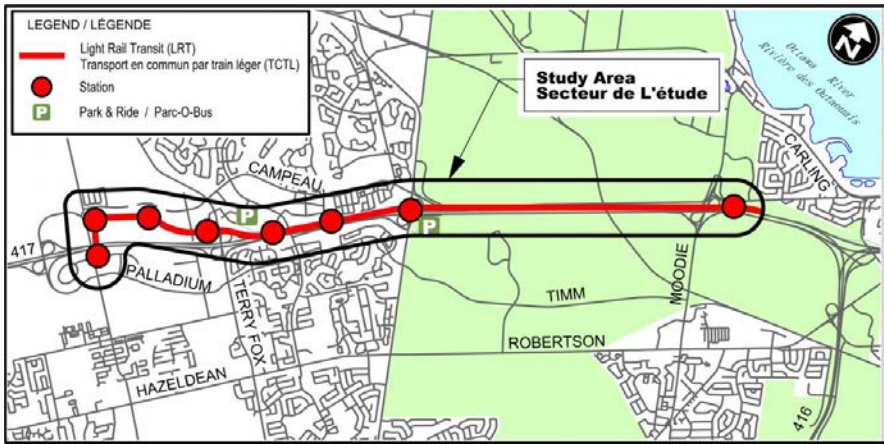 LEGEND / LÉGENDE
Light Rail Transit (LRT)
Transport en commun par train léger (TCTL)
Station
P
Park & Ride / Parc-O-Bus
Study Area
Secteur de L'étude
N
Ottawa River
Rivière des Outaouais
CARLING
CAMPEAU
P
P
417
PALLADIUM
TERRY FOX
MOODIE
TIMM
ROBERTSON
HAZELDEAN
416